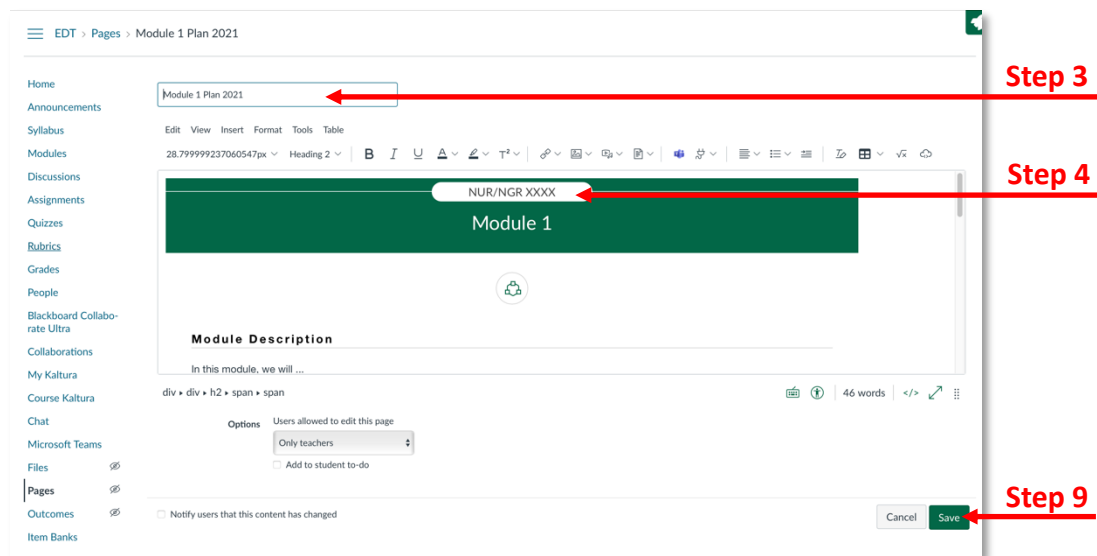 EDT > Pages > Module 1 Plan 2021
Step 3
Home
Announcements
Syllabus
Modules
Discussions
Assignments
Quizzes
Rubrics
Grades
People
Blackboard Collabo-
rate Ultra
Collaborations
My Kaltura
Course Kaltura
Chat
Microsoft Teams
Files
Pages
Outcomes
Item Banks
Module 1 Plan 2021
Edit View Insert Format Tools Table
28.799999237060547px Heading 2 B I U A T² √x
Step 4
NUR/NGR XXXX
Module 1
Module Description
In this module, we will ...
div ▸ div ▸ h2 ▸ span ▸ span
46 words </>
Options
Users allowed to edit this page
Only teachers
Add to student to-do
Step 9
Notify users that this content has changed
Cancel Save